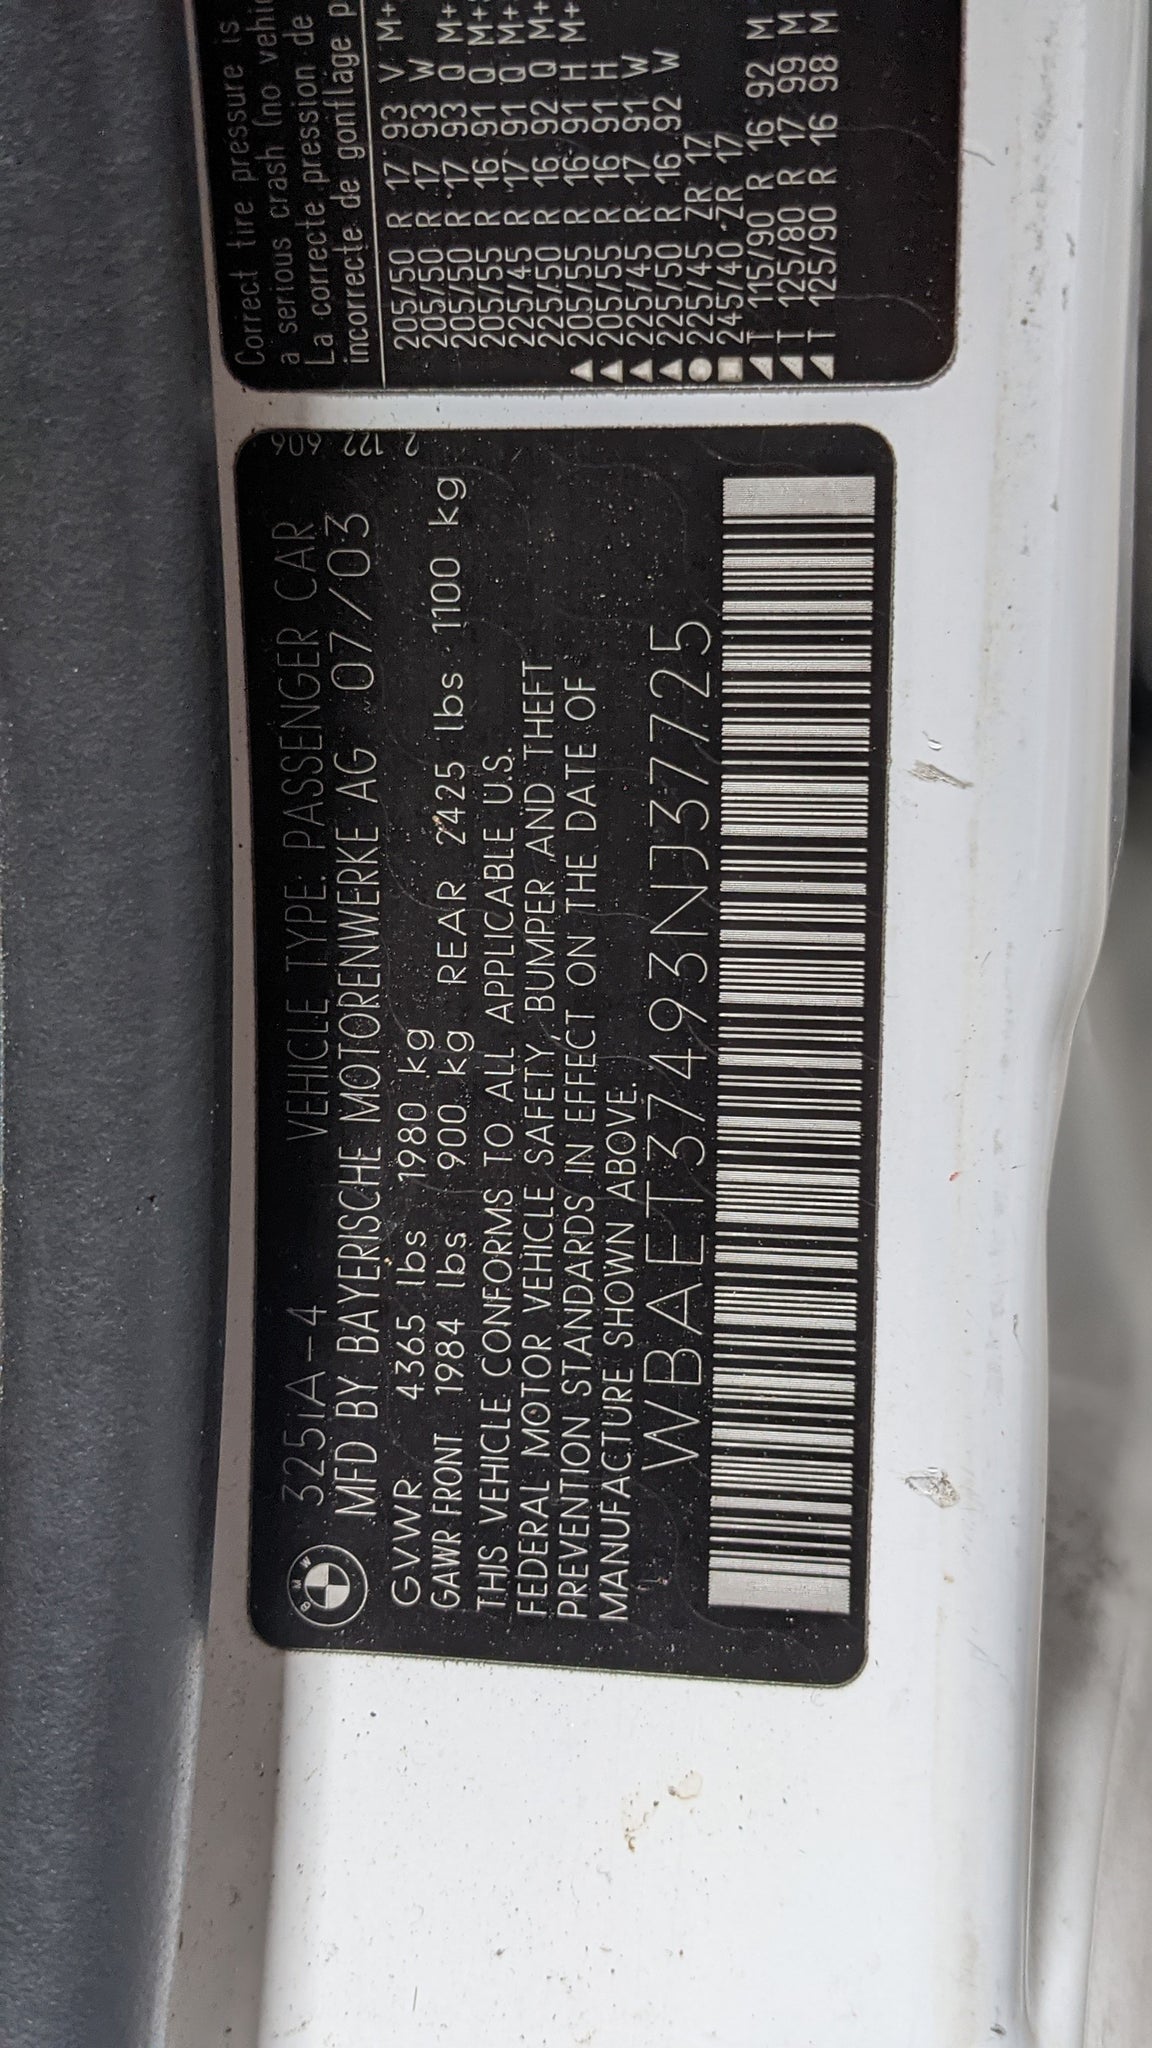 Correct tire pressure is
a serious crash (no vehic
La correcte pression de
incorrecte de gonflage p
205/50 R 17 93 V M+
205/50 R 17 93 W
205/50 R 17 93 Q M+
205/55 R 16 91 Q M+S
225/45 R 17 91 Q M+
225/50 R 16 92 Q M+
205/55 R 16 91 H M+
205/55 R 16 91 H
225/45 R 17 91 W
225/50 R 16 92 W
225/45 ZR 17
245/40 ZR 17
T 115/90 R 16 92 M
T 125/80 R 17 99 M
T 125/90 R 16 98 M
2 122 606
BMW
325iA-4 VEHICLE TYPE: PASSENGER CAR
MFD BY BAYERISCHE MOTORENWERKE AG 07/03
GVWR 4365 lbs 1980 kg
GAWR FRONT 1984 lbs 900 kg REAR 2425 lbs 1100 kg
THIS VEHICLE CONFORMS TO ALL APPLICABLE U.S.
FEDERAL MOTOR VEHICLE SAFETY, BUMPER AND THEFT
PREVENTION STANDARDS IN EFFECT ON THE DATE OF
MANUFACTURE SHOWN ABOVE.
WBAET37493NJ37725